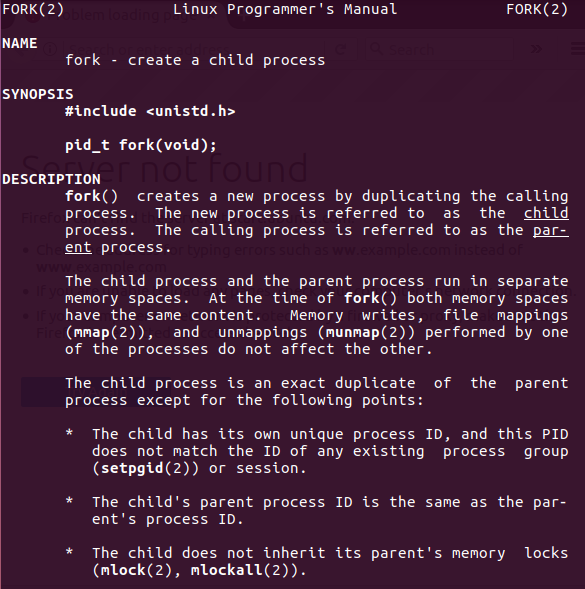 FORK(2) Linux Programmer's Manual FORK(2)
NAME
fork - create a child process
SYNOPSIS
#include <unistd.h>
pid_t fork(void);
DESCRIPTION
fork() creates a new process by duplicating the calling
process. The new process is referred to as the child
process. The calling process is referred to as the par-
ent process.
The child process and the parent process run in separate
memory spaces. At the time of fork() both memory spaces
have the same content. Memory writes, file mappings
(mmap(2)), and unmappings (munmap(2)) performed by one
of the processes do not affect the other.
The child process is an exact duplicate of the parent
process except for the following points:
* The child has its own unique process ID, and this PID
does not match the ID of any existing process group
(setpgid(2)) or session.
* The child's parent process ID is the same as the par-
ent's process ID.
* The child does not inherit its parent's memory locks
(mlock(2), mlockall(2)).
Server not found